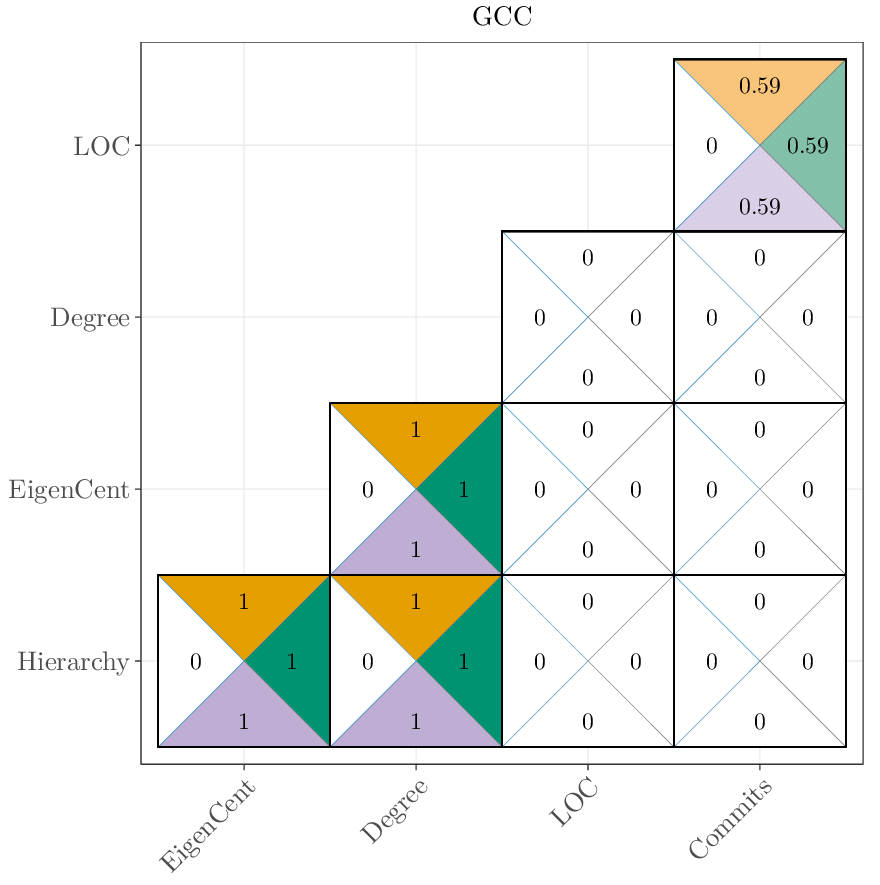 GCC
0.59
LOC 0 0.59
0.59
0 0
Degree 0 0 0 0
0 0
1 0 0
EigenCent 0 1 0 0 0 0
1 0 0
1 1 0 0
Hierarchy 0 1 0 1 0 0 0 0
1 1 0 0
EigenCent Degree LOC Commits